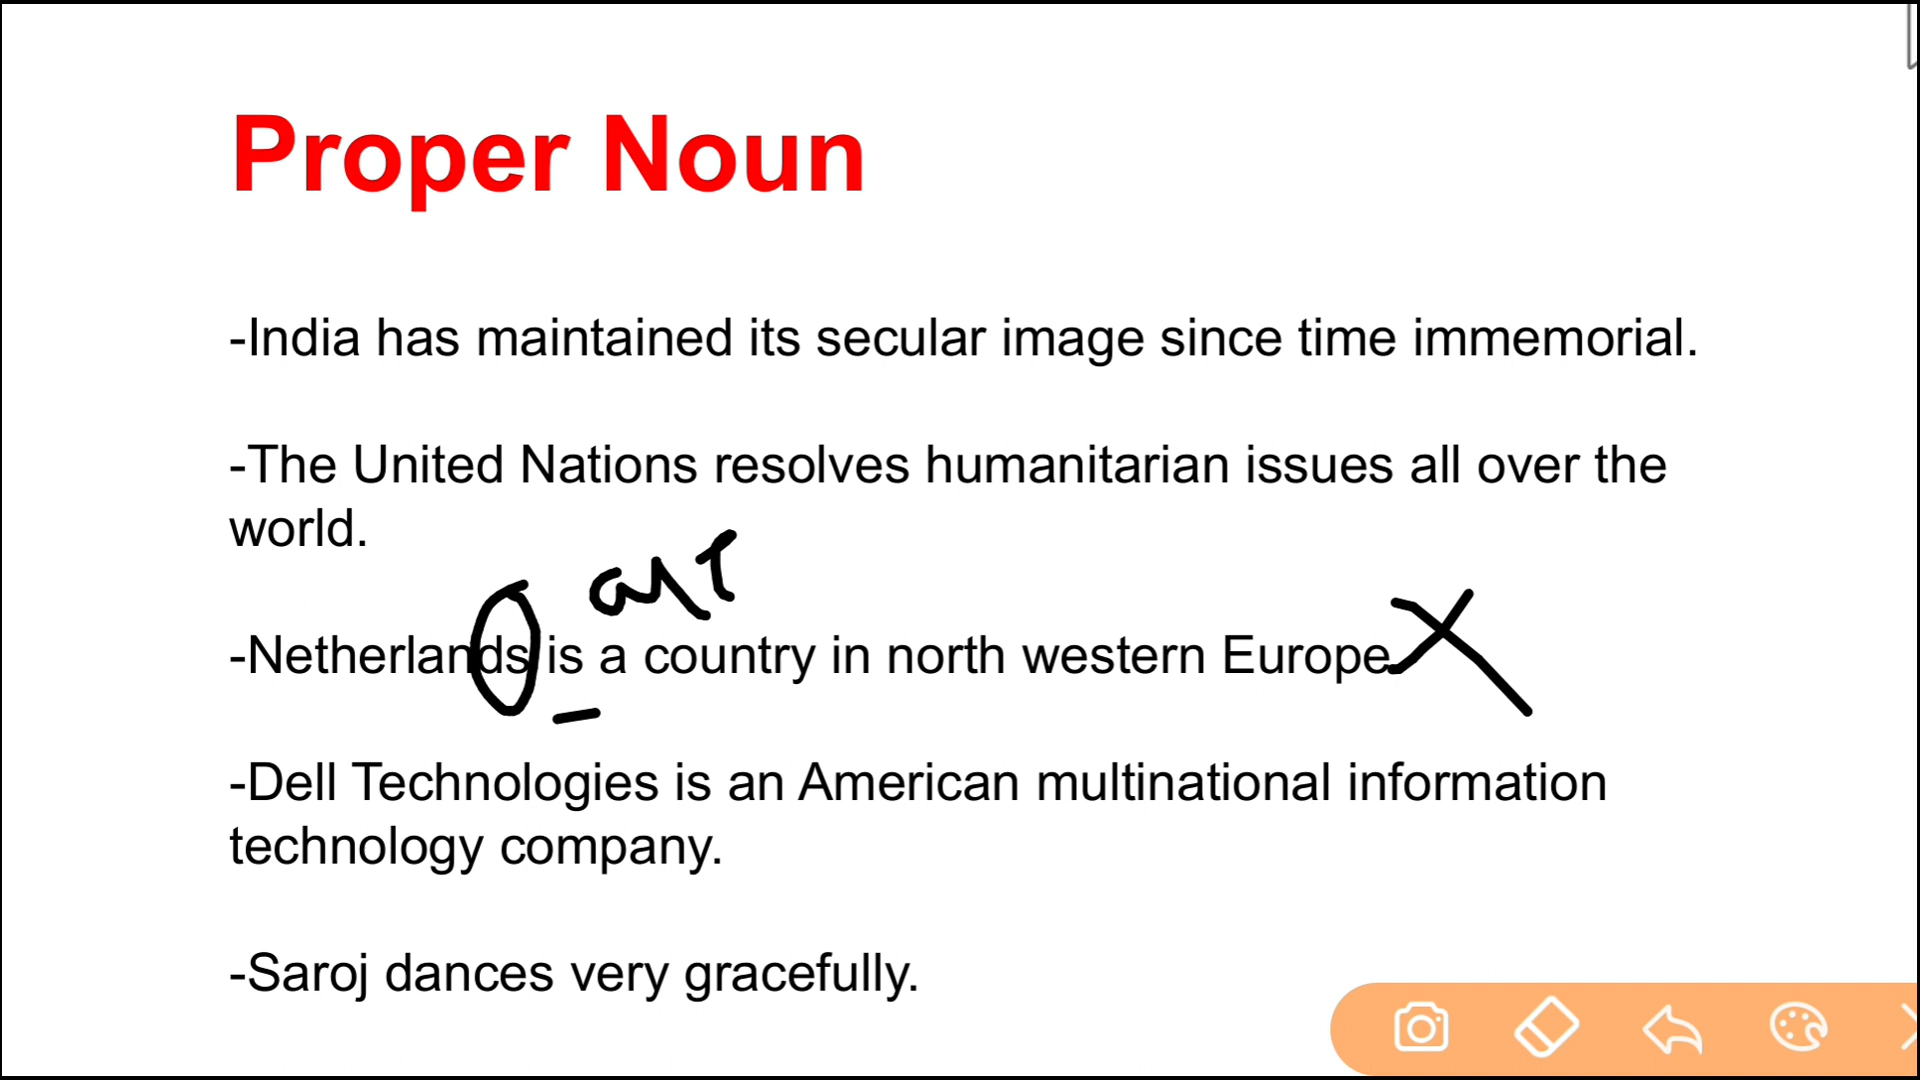 Proper Noun
-India has maintained its secular image since time immemorial.
-The United Nations resolves humanitarian issues all over the
world.
-Netherlands is a country in north western Europe
-Dell Technologies is an American multinational information
technology company.
-Saroj dances very gracefully.